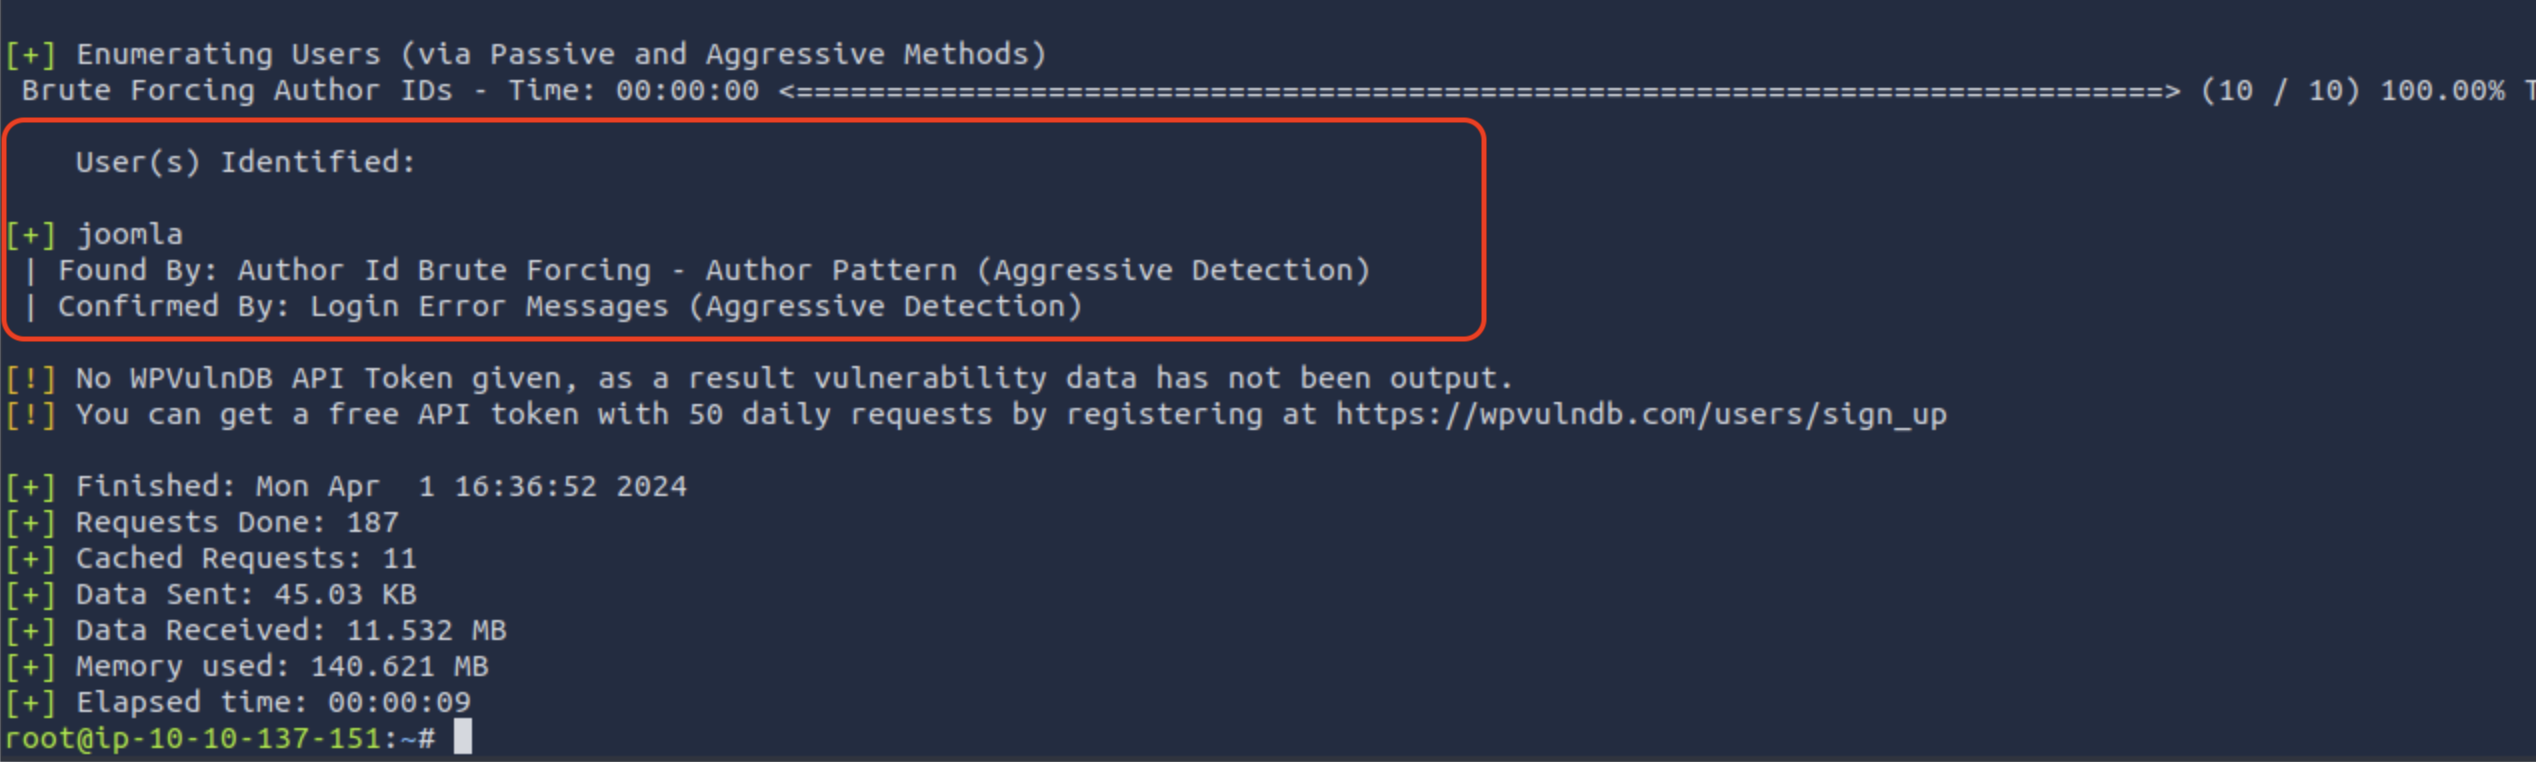 [+] Enumerating Users (via Passive and Aggressive Methods)
 Brute Forcing Author IDs - Time: 00:00:00 <============================================================================> (10 / 10) 100.00% T
    User(s) Identified:
[+] joomla
 | Found By: Author Id Brute Forcing - Author Pattern (Aggressive Detection)
 | Confirmed By: Login Error Messages (Aggressive Detection)
[!] No WPVulnDB API Token given, as a result vulnerability data has not been output.
[!] You can get a free API token with 50 daily requests by registering at https://wpvulndb.com/users/sign_up
[+] Finished: Mon Apr  1 16:36:52 2024
[+] Requests Done: 187
[+] Cached Requests: 11
[+] Data Sent: 45.03 KB
[+] Data Received: 11.532 MB
[+] Memory used: 140.621 MB
[+] Elapsed time: 00:00:09
root@ip-10-10-137-151:~#